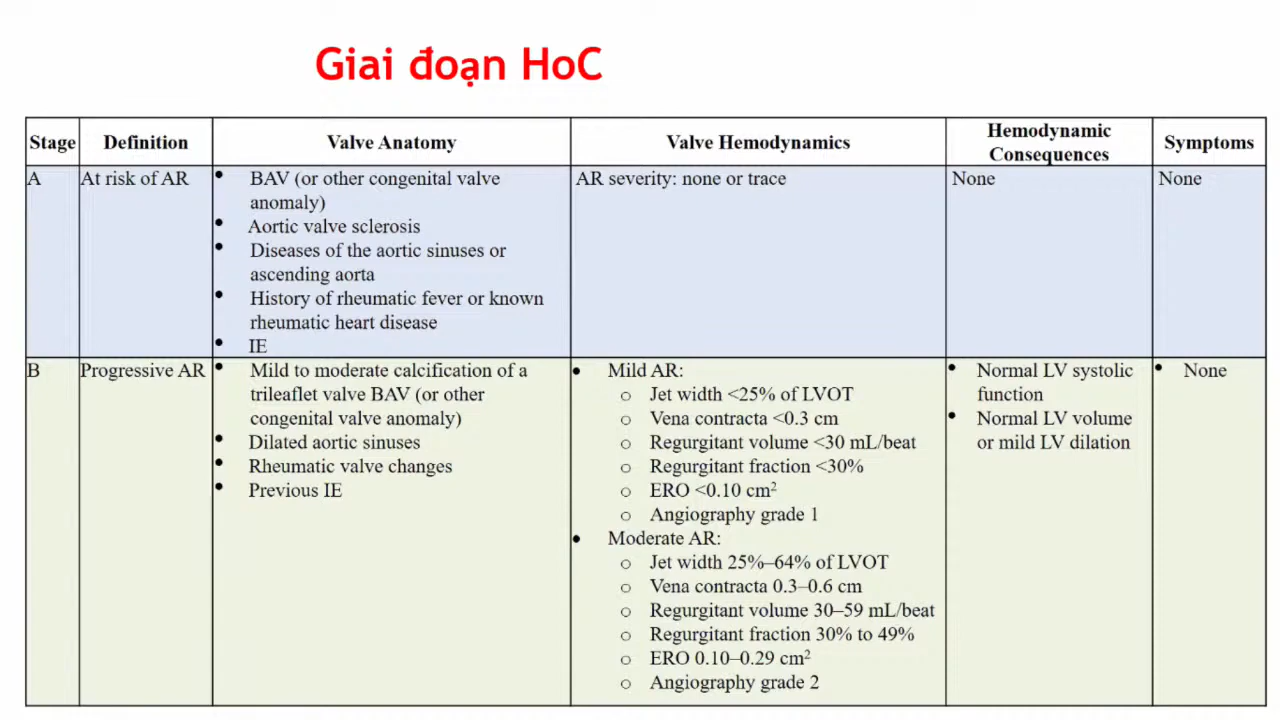 Giai đoạn HoC
Stage
Definition
Valve Anatomy
Valve Hemodynamics
Hemodynamic
Consequences
Symptoms
A
At risk of AR
• BAV (or other congenital valve
anomaly)
• Aortic valve sclerosis
• Diseases of the aortic sinuses or
ascending aorta
• History of rheumatic fever or known
rheumatic heart disease
• IE
AR severity: none or trace
None
None
B
Progressive AR
• Mild to moderate calcification of a
trileaflet valve BAV (or other
congenital valve anomaly)
• Dilated aortic sinuses
• Rheumatic valve changes
• Previous IE
• Mild AR:
o Jet width <25% of LVOT
o Vena contracta <0.3 cm
o Regurgitant volume <30 mL/beat
o Regurgitant fraction <30%
o ERO <0.10 cm²
o Angiography grade 1
• Moderate AR:
o Jet width 25%–64% of LVOT
o Vena contracta 0.3–0.6 cm
o Regurgitant volume 30–59 mL/beat
o Regurgitant fraction 30% to 49%
o ERO 0.10–0.29 cm²
o Angiography grade 2
• Normal LV systolic
function
• Normal LV volume
or mild LV dilation
• None